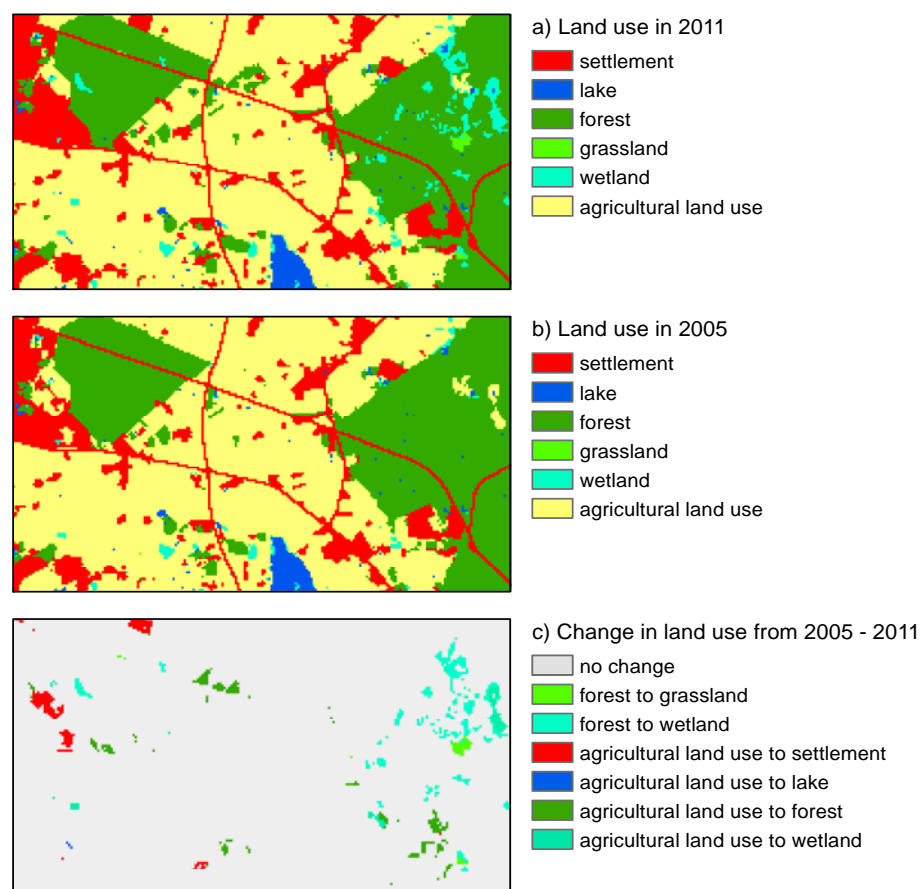 a) Land use in 2011
settlement
lake
forest
grassland
wetland
agricultural land use
b) Land use in 2005
settlement
lake
forest
grassland
wetland
agricultural land use
c) Change in land use from 2005 - 2011
no change
forest to grassland
forest to wetland
agricultural land use to settlement
agricultural land use to lake
agricultural land use to forest
agricultural land use to wetland